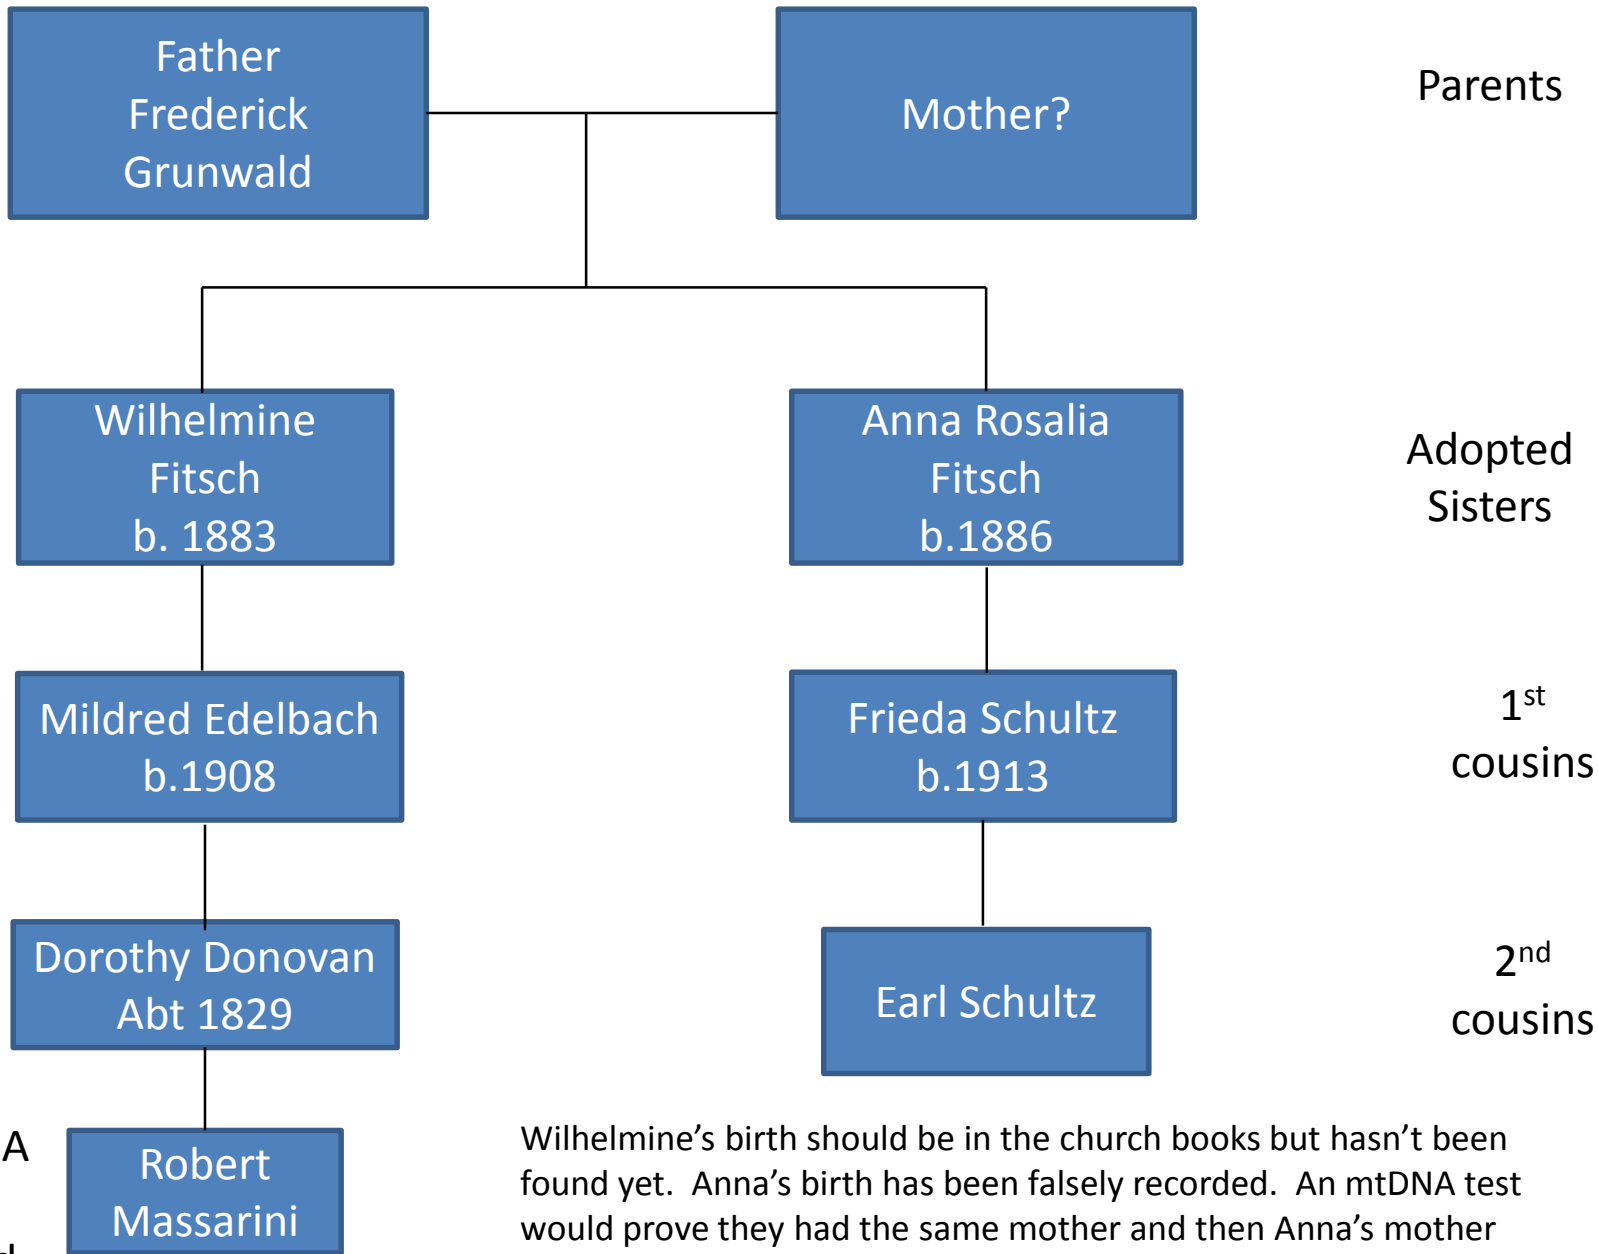 Father
Frederick
Grunwald
Mother?
Parents
Wilhelmine
Fitsch
b. 1883
Anna Rosalia
Fitsch
b.1886
Adopted
Sisters
Mildred Edelbach
b.1908
Frieda Schultz
b.1913
1st
cousins
Dorothy Donovan
Abt 1829
Earl Schultz
2nd
cousins
A
Robert
Massarini
Wilhelmine’s birth should be in the church books but hasn’t been
found yet.  Anna’s birth has been falsely recorded.  An mtDNA test
would prove they had the same mother and then Anna’s mother